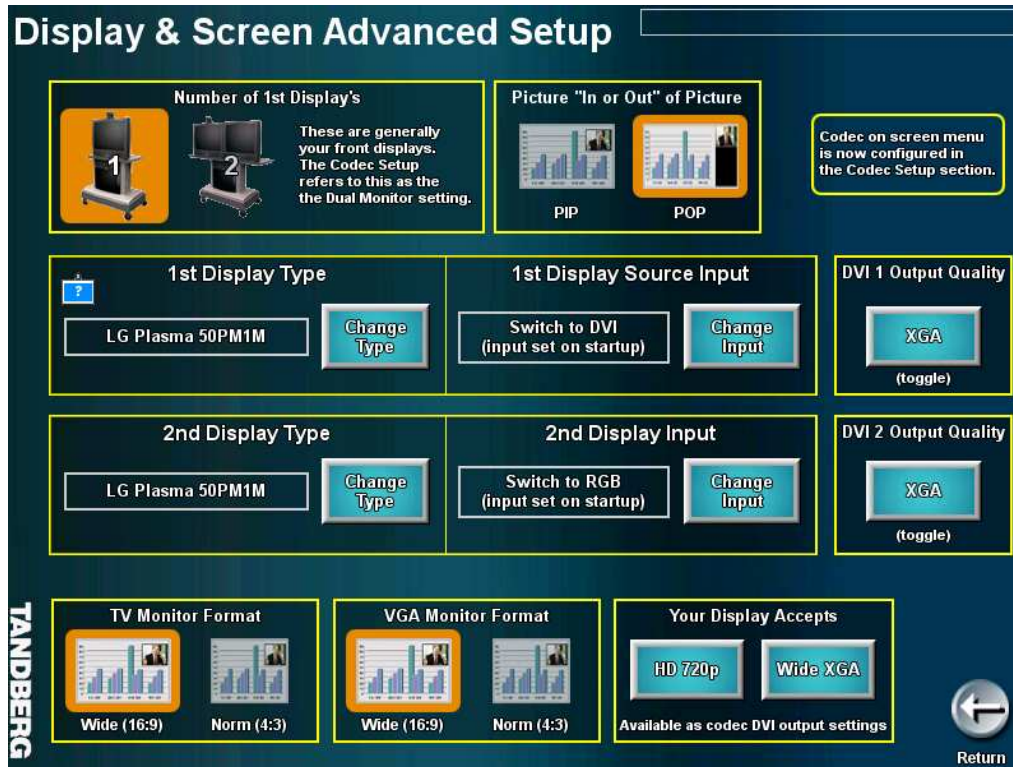 Display & Screen Advanced Setup
Number of 1st Display's
1
2
These are generally
your front displays.
The Codec Setup
refers to this as the
the Dual Monitor setting.
Picture "In or Out" of Picture
PIP
POP
Codec on screen menu
is now configured in
the Codec Setup section.
1st Display Type
?
LG Plasma 50PM1M
Change
Type
1st Display Source Input
Switch to DVI
(input set on startup)
Change
Input
DVI 1 Output Quality
XGA
(toggle)
2nd Display Type
LG Plasma 50PM1M
Change
Type
2nd Display Input
Switch to RGB
(input set on startup)
Change
Input
DVI 2 Output Quality
XGA
(toggle)
TANDBERG
TV Monitor Format
Wide (16:9)
Norm (4:3)
VGA Monitor Format
Wide (16:9)
Norm (4:3)
Your Display Accepts
HD 720p
Wide XGA
Available as codec DVI output settings
Return